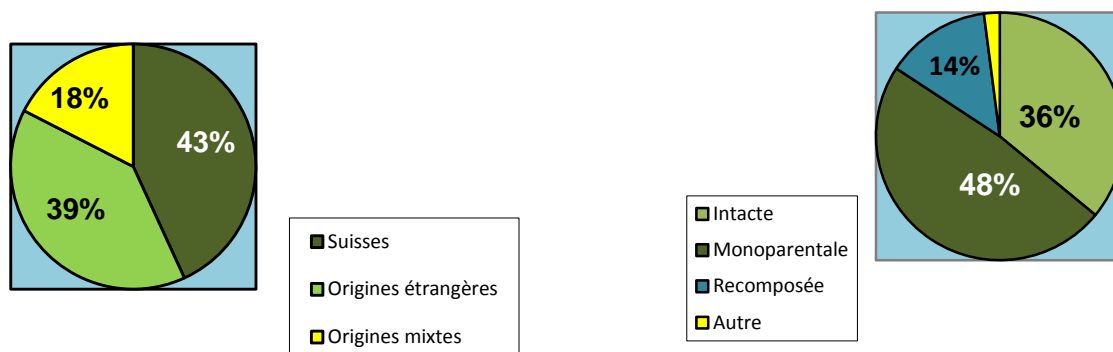 18%
43%
39%
Suisses
Origines étrangères
Origines mixtes
14%
36%
48%
Intacte
Monoparentale
Recomposée
Autre